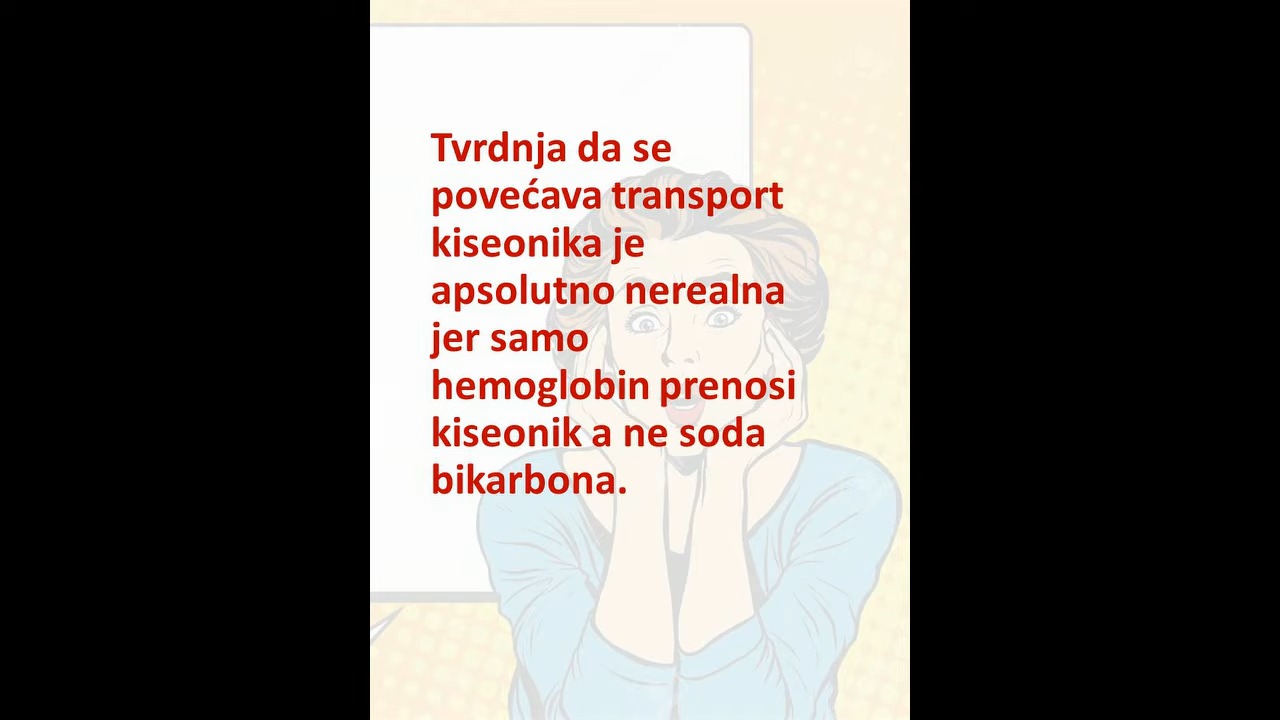 Tvrdnja da se
povećava transport
kiseonika je
apsolutno nerealna
jer samo
hemoglobin prenosi
kiseonik a ne soda
bikarbona.